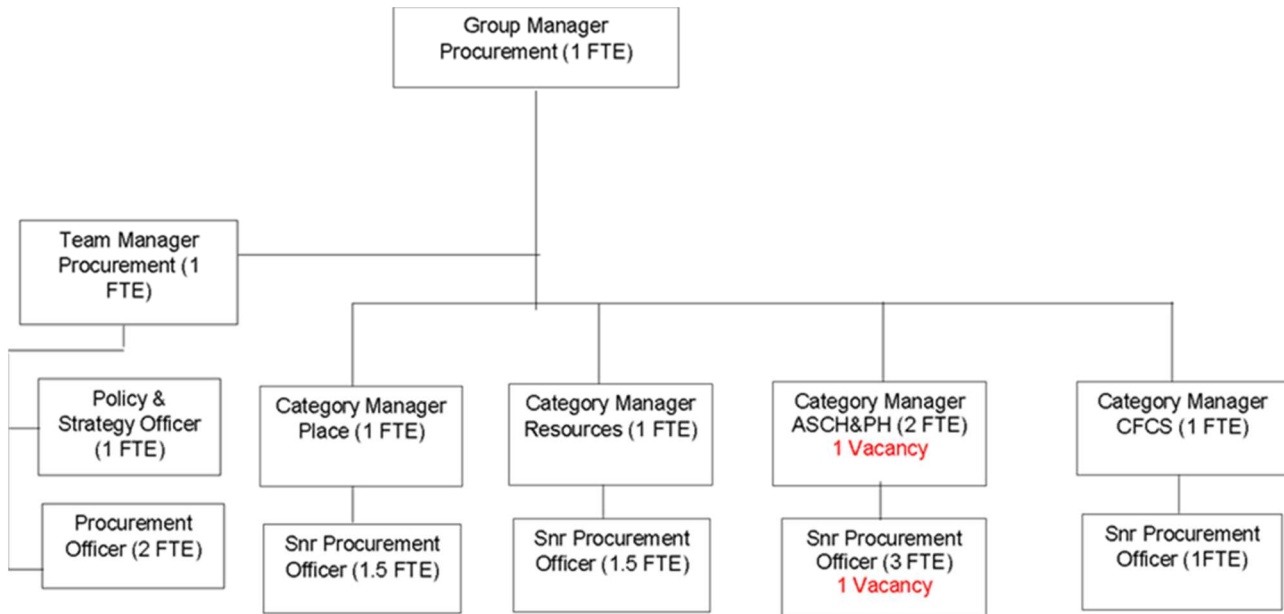 Group Manager
Procurement (1 FTE)
Team Manager
Procurement (1
FTE)
Policy &
Strategy Officer
(1 FTE)
Procurement
Officer (2 FTE)
Category Manager
Place (1 FTE)
Snr Procurement
Officer (1.5 FTE)
Category Manager
Resources (1 FTE)
Snr Procurement
Officer (1.5 FTE)
Category Manager
ASCH&PH (2 FTE)
1 Vacancy
Snr Procurement
Officer (3 FTE)
1 Vacancy
Category Manager
CFCS (1 FTE)
Snr Procurement
Officer (1FTE)